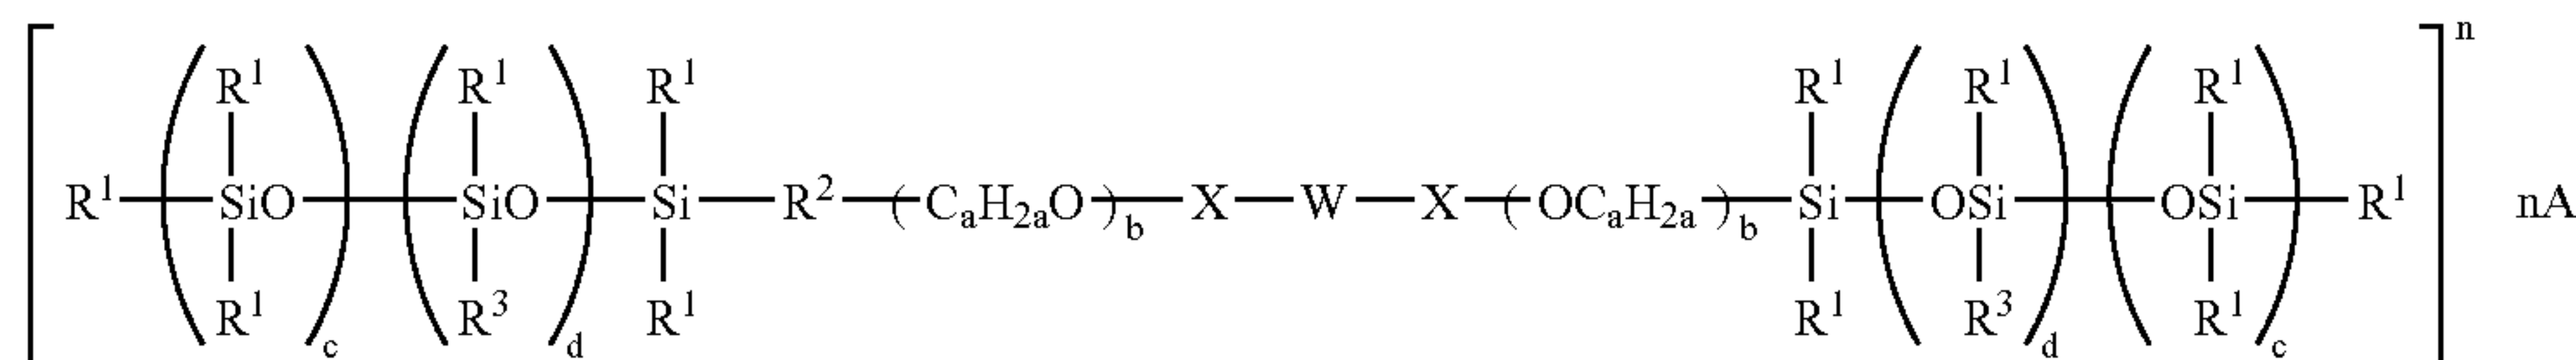 [ R¹—( SiO )c—( SiO )d—Si—R²—( CₐH₂ₐO )b—X—W—X—( OCₐH₂ₐ )b—Si—( OSi )d—( OSi )c—R¹ ]ⁿ nA
R¹ R¹ R¹ R¹ R¹ R¹
R¹ R³ R¹ R¹ R³ R¹